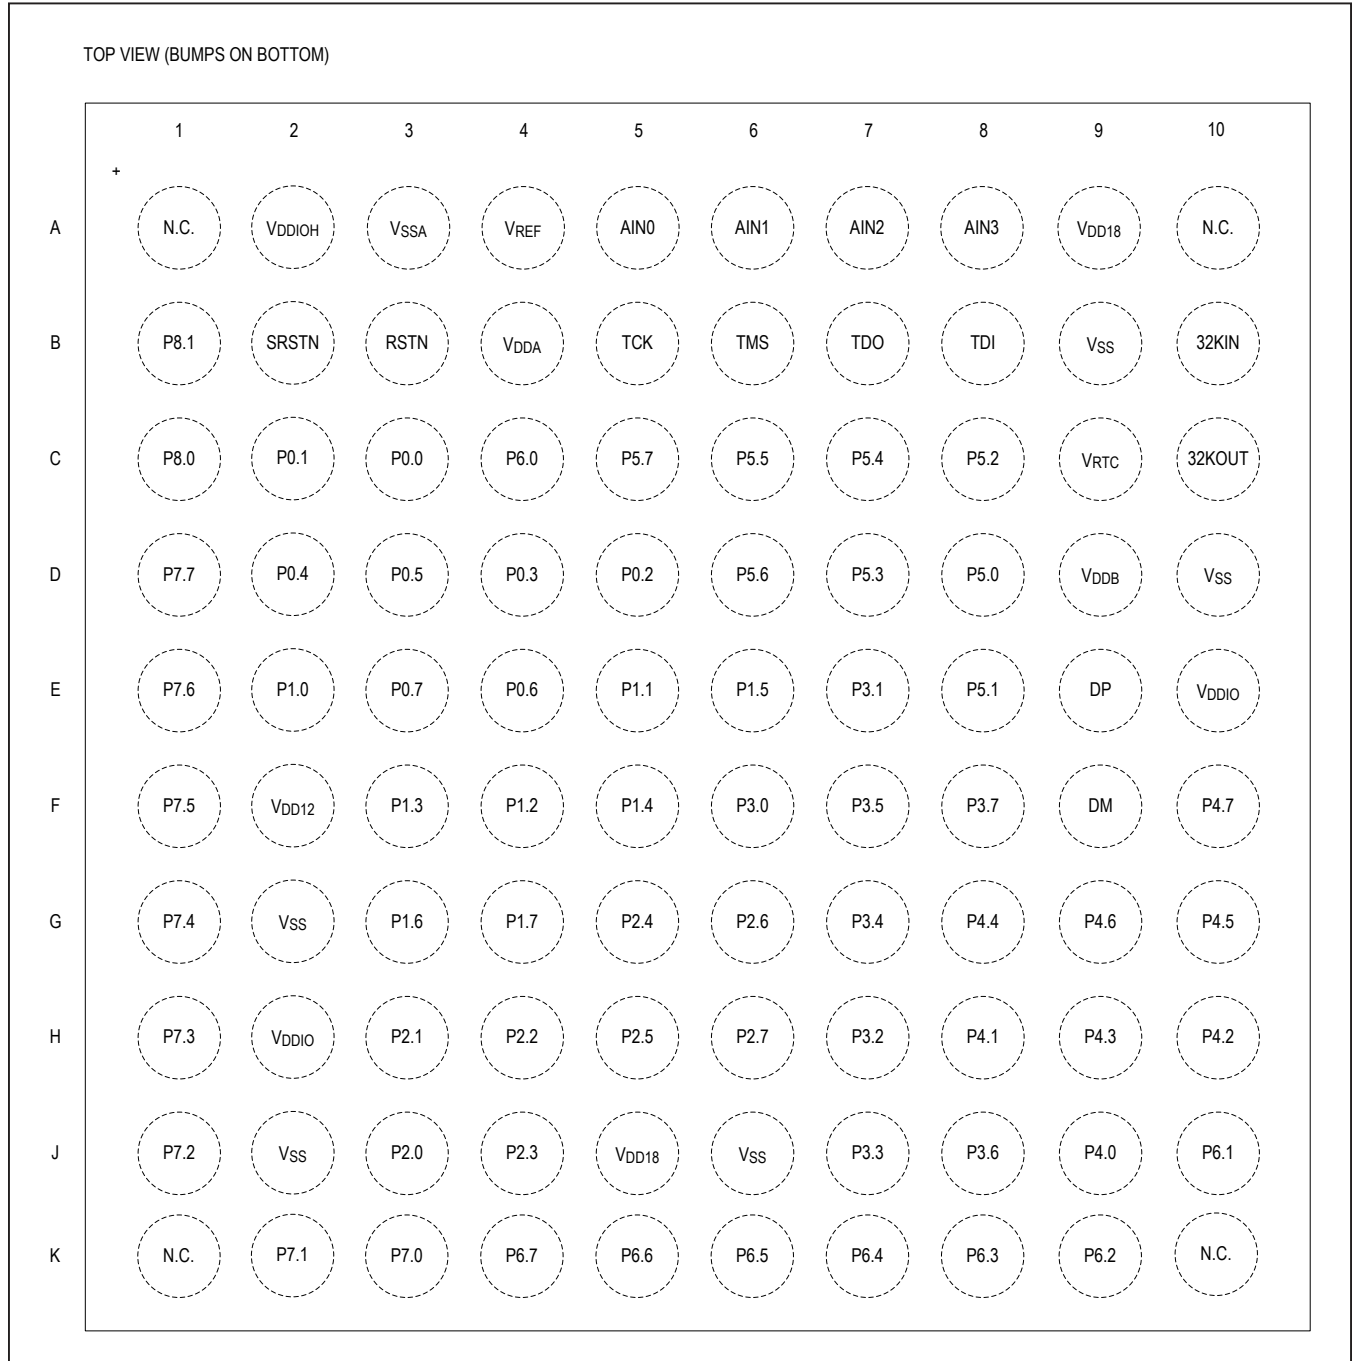 TOP VIEW (BUMPS ON BOTTOM)
1 2 3 4 5 6 7 8 9 10
+
A N.C. VDDIOH VSSA VREF AIN0 AIN1 AIN2 AIN3 VDD18 N.C.
B P8.1 SRSTN RSTN VDDA TCK TMS TDO TDI VSS 32KIN
C P8.0 P0.1 P0.0 P6.0 P5.7 P5.5 P5.4 P5.2 VRTC 32KOUT
D P7.7 P0.4 P0.5 P0.3 P0.2 P5.6 P5.3 P5.0 VDDB VSS
E P7.6 P1.0 P0.7 P0.6 P1.1 P1.5 P3.1 P5.1 DP VDDIO
F P7.5 VDD12 P1.3 P1.2 P1.4 P3.0 P3.5 P3.7 DM P4.7
G P7.4 VSS P1.6 P1.7 P2.4 P2.6 P3.4 P4.4 P4.6 P4.5
H P7.3 VDDIO P2.1 P2.2 P2.5 P2.7 P3.2 P4.1 P4.3 P4.2
J P7.2 VSS P2.0 P2.3 VDD18 VSS P3.3 P3.6 P4.0 P6.1
K N.C. P7.1 P7.0 P6.7 P6.6 P6.5 P6.4 P6.3 P6.2 N.C.